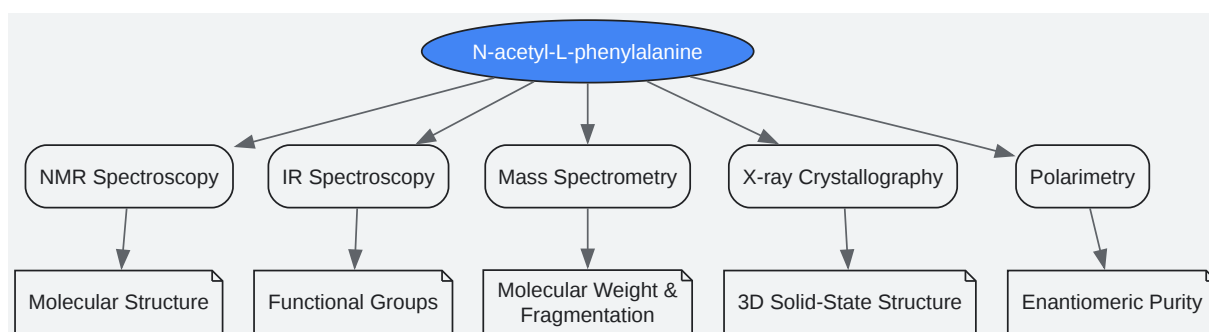 N-acetyl-L-phenylalanine
NMR Spectroscopy
IR Spectroscopy
Mass Spectrometry
X-ray Crystallography
Polarimetry
Molecular Structure
Functional Groups
Molecular Weight &
Fragmentation
3D Solid-State Structure
Enantiomeric Purity